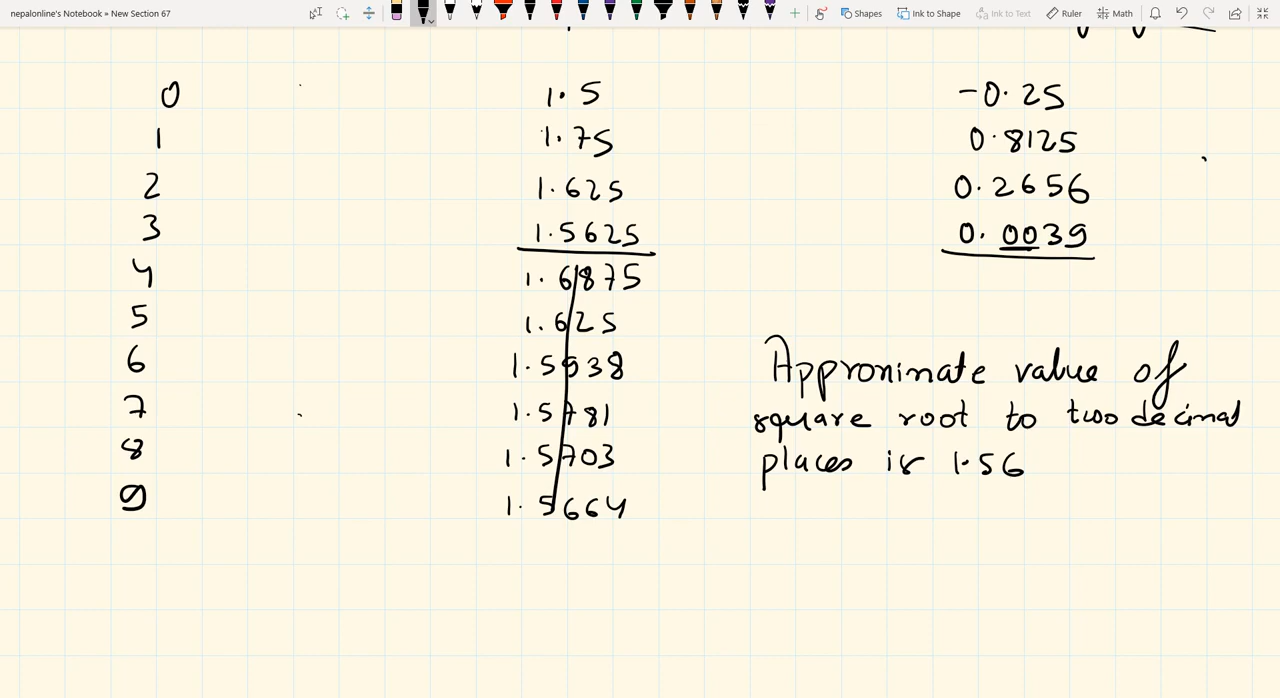 nepalonline's Notebook » New Section 67
Shapes Ink to Shape Ink to Text Ruler Math
0 1.5 -0.25
1 1.75 0.8125
2 1.625 0.2656
3 1.5625 0.0039
4 1.61875
5 1.625
6 1.5938
7 1.5781
8 1.5703
9 1.5664
Approximate value of
square root to two decimal
places is 1.56